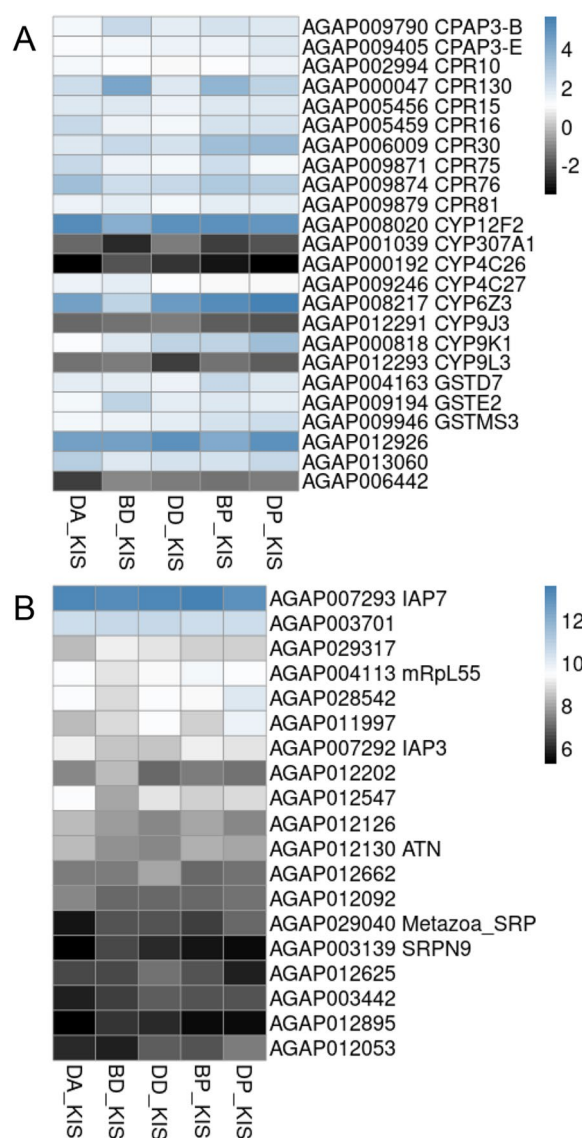 A
AGAP009790 CPAP3-B
AGAP009405 CPAP3-E
AGAP002994 CPR10
AGAP000047 CPR130
AGAP005456 CPR15
AGAP005459 CPR16
AGAP006009 CPR30
AGAP009871 CPR75
AGAP009874 CPR76
AGAP009879 CPR81
AGAP008020 CYP12F2
AGAP001039 CYP307A1
AGAP000192 CYP4C26
AGAP009246 CYP4C27
AGAP008217 CYP6Z3
AGAP012291 CYP9J3
AGAP000818 CYP9K1
AGAP012293 CYP9L3
AGAP004163 GSTD7
AGAP009194 GSTE2
AGAP009946 GSTMS3
AGAP012926
AGAP013060
AGAP006442
4
2
0
-2
DA_KIS
BD_KIS
DD_KIS
BP_KIS
DP_KIS
B
AGAP007293 IAP7
AGAP003701
AGAP029317
AGAP004113 mRpL55
AGAP028542
AGAP011997
AGAP007292 IAP3
AGAP012202
AGAP012547
AGAP012126
AGAP012130 ATN
AGAP012662
AGAP012092
AGAP029040 Metazoa_SRP
AGAP003139 SRPN9
AGAP012625
AGAP003442
AGAP012895
AGAP012053
12
10
8
6
DA_KIS
BD_KIS
DD_KIS
BP_KIS
DP_KIS